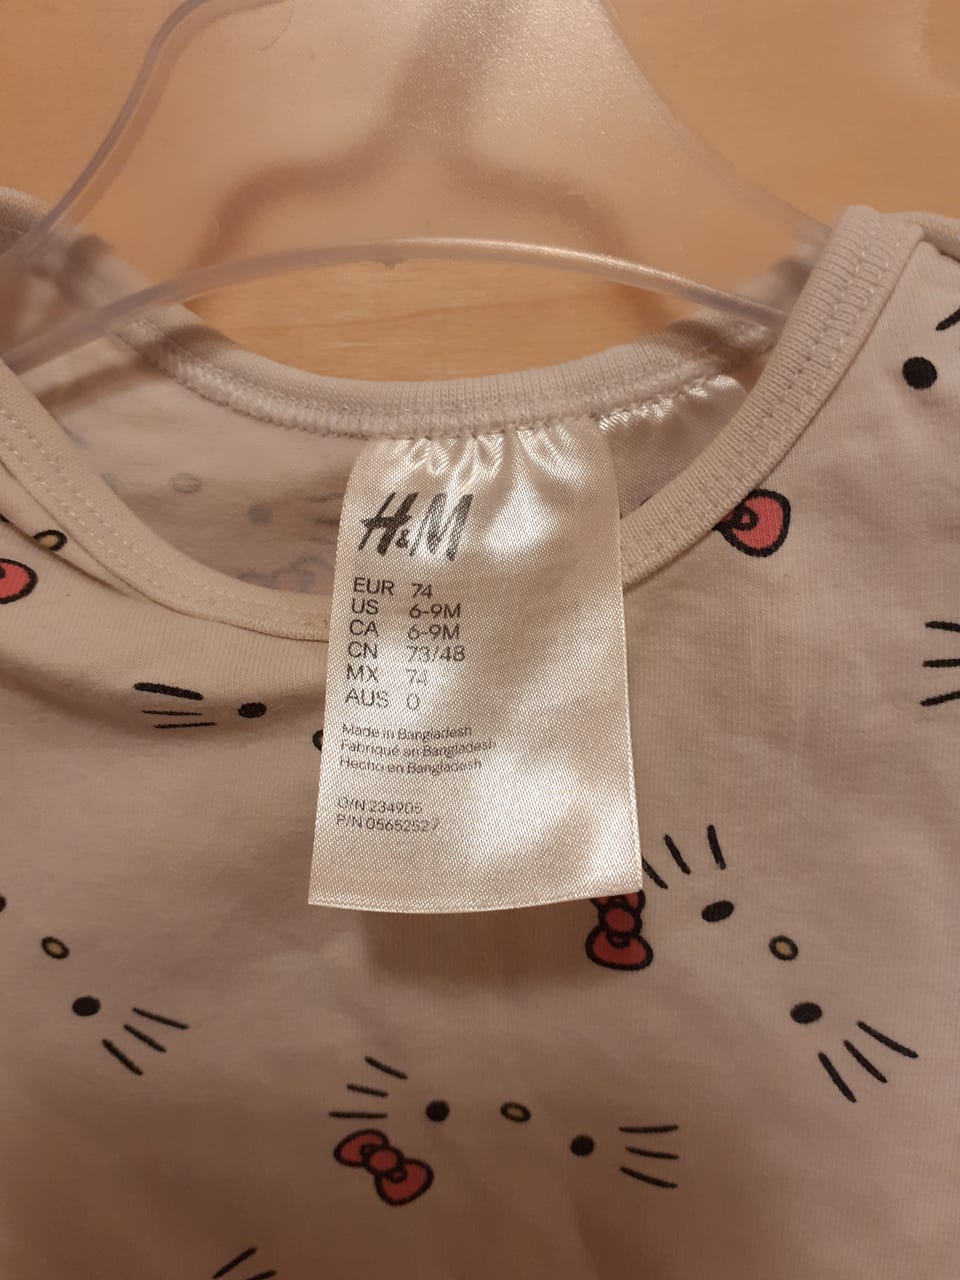 H&M
EUR 74
US 6-9M
CA 6-9M
CN 73/48
MX 74
AUS 0
Made in Bangladesh
Fabriqué en Bangladesh
Hecho en Bangladesh
O/N 234905
P/N 05652527